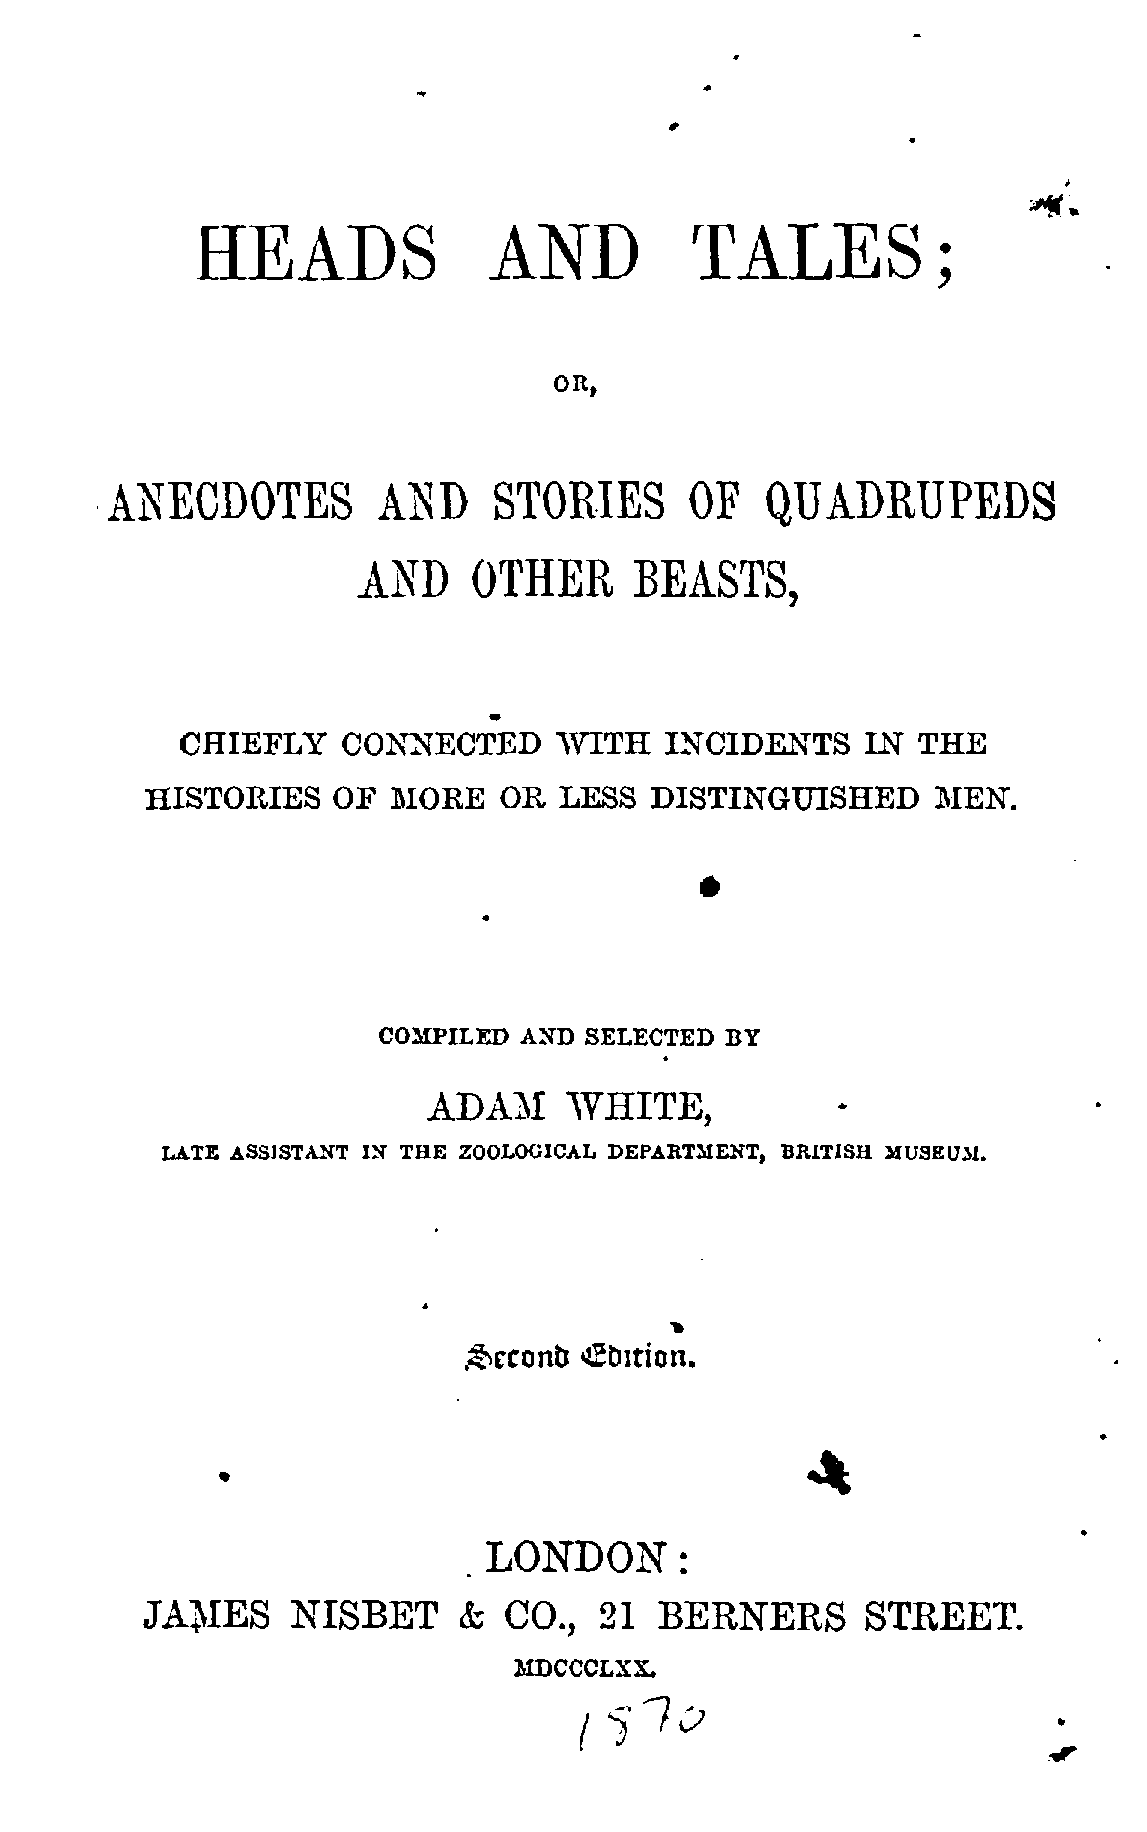 HEADS AND TALES;
OR,
ANECDOTES AND STORIES OF QUADRUPEDS
AND OTHER BEASTS,
CHIEFLY CONNECTED WITH INCIDENTS IN THE
HISTORIES OF MORE OR LESS DISTINGUISHED MEN.
COMPILED AND SELECTED BY
ADAM WHITE,
LATE ASSISTANT IN THE ZOOLOGICAL DEPARTMENT, BRITISH MUSEUM.
Second Edition.
LONDON:
JAMES NISBET & CO., 21 BERNERS STREET.
MDCCCLXX.
1870